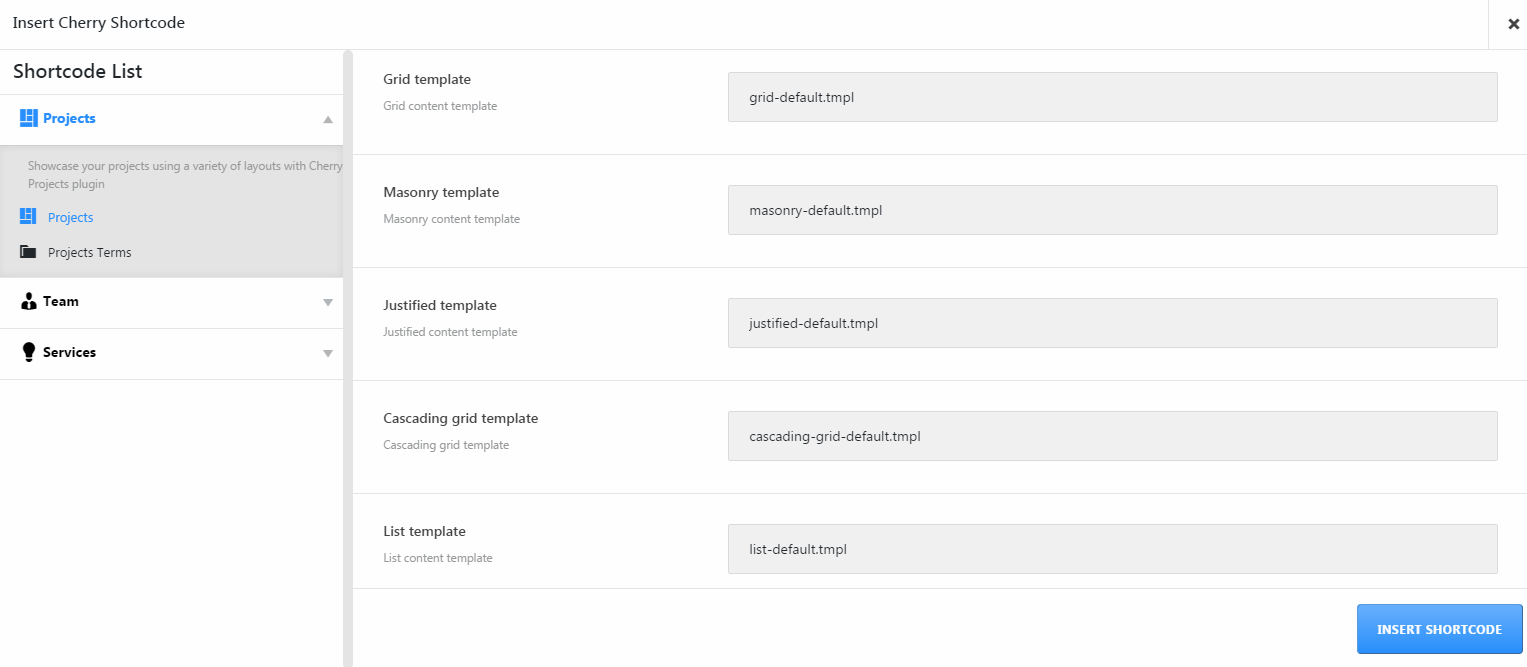 Insert Cherry Shortcode
Shortcode List
Projects
Showcase your projects using a variety of layouts with Cherry
Projects plugin
Projects
Projects Terms
Team
Services
Grid template
Grid content template
grid-default.tmpl
Masonry template
Masonry content template
masonry-default.tmpl
Justified template
Justified content template
justified-default.tmpl
Cascading grid template
Cascading grid template
cascading-grid-default.tmpl
List template
List content template
list-default.tmpl
INSERT SHORTCODE